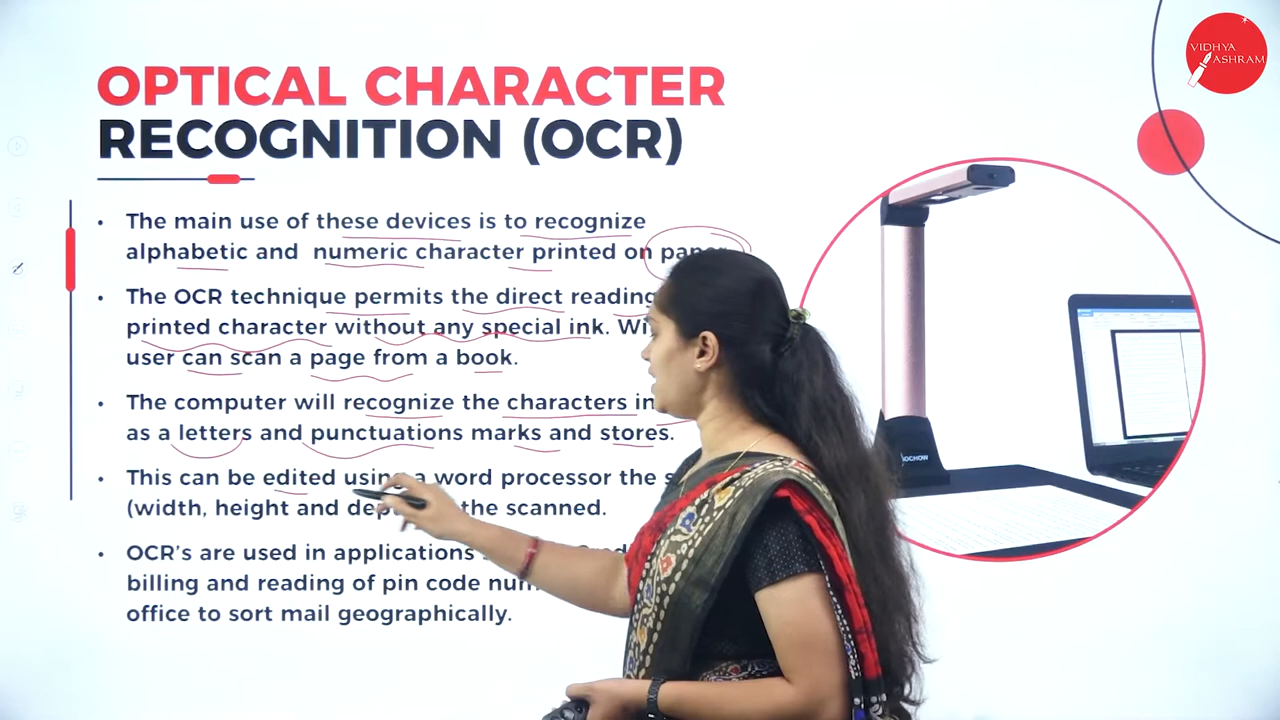 VIDHYA
ASHRAM
OPTICAL CHARACTER
RECOGNITION (OCR)
• The main use of these devices is to recognize
alphabetic and numeric character printed on paper
• The OCR technique permits the direct reading
printed character without any special ink.
user can scan a page from a book.
• The computer will recognize the characters in
as a letters and punctuations marks and stores.
• This can be edited using a word processor the
(width, height and the scanned.
• OCR's are used in applications
billing and reading of pin code
office to sort mail geographically.